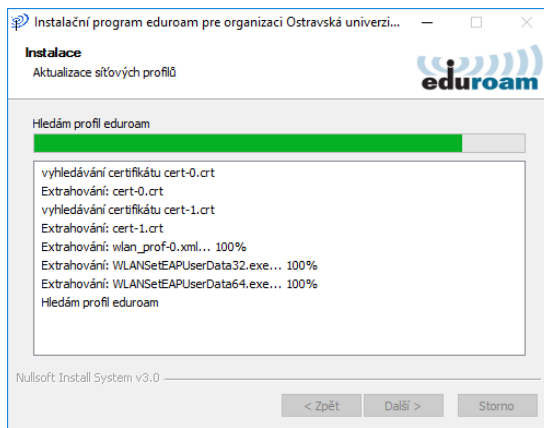 Instalační program eduroam pre organizaci Ostravská univerzi...
Instalace
Aktualizace síťových profilů
eduroam
Hledám profil eduroam
vyhledávání certifikátu cert-0.crt
Extrahování: cert-0.crt
vyhledávání certifikátu cert-1.crt
Extrahování: cert-1.crt
Extrahování: wlan_prof-0.xml... 100%
Extrahování: WLANSetEAPUserData32.exe... 100%
Extrahování: WLANSetEAPUserData64.exe... 100%
Hledám profil eduroam
Nullsoft Install System v3.0
< Zpět Další > Storno